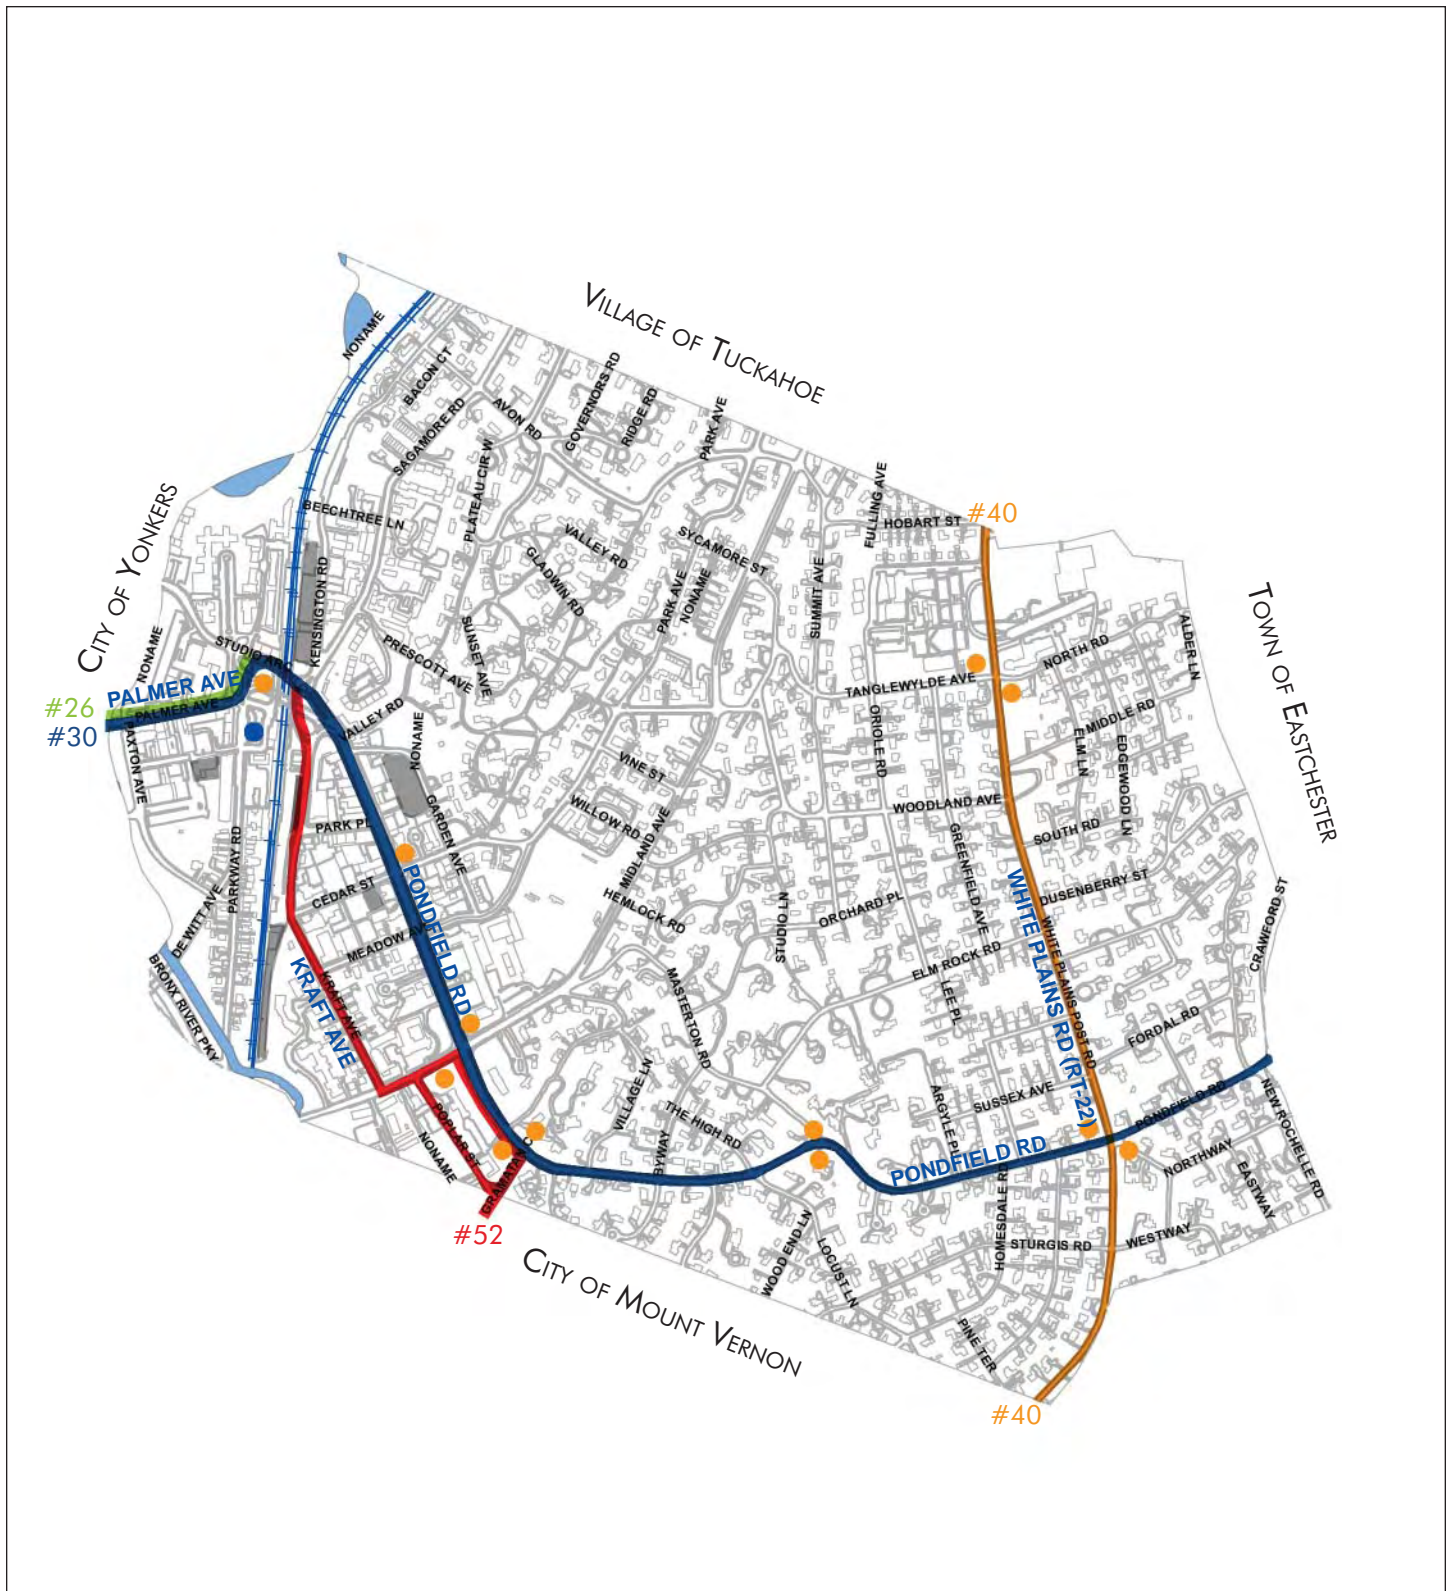 VILLAGE OF TUCKAHOE
NONAME
BACON CT
SAGAMORE RD
AVON RD
GOVERNORS RD
RIDGE RD
PARK AVE
PLATEAU CIR W
BEECHTREE LN
CITY OF YONKERS
FULLING AVE
HOBART ST
#40
VALLEY RD
SYCAMORE ST
GLADWIN RD
KENSINGTON RD
PARK AVE
NONAME
SUMMIT AVE
TOWN OF EASTCHESTER
ALDER LN
NONAME
STUDIO ARC
PRESCOTT AVE
SUNSET AVE
NORTH RD
TANGLEWYLDE AVE
PALMER AVE
#26
PALMER AVE
#30
PAXTON AVE
VALLEY RD
NONAME
ORIOLE RD
MIDDLE RD
ELM LN
EDGEWOOD LN
VINE ST
WILLOW RD
WOODLAND AVE
GARDEN AVE
PARK PL
MIDLAND AVE
GREENFIELD AVE
SOUTH RD
PARKWAY RD
CEDAR ST
PONDFIELD RD
HEMLOCK RD
STUDIO LN
ORCHARD PL
WHITE PLAINS RD (RT-22)
DUSENBERRY ST
DE WITT AVE
MEADOW AV
CRAWFORD ST
BRONX RIVER PKY
KRAFT AVE
KRAFT AVE
MASTERTON RD
ELM ROCK RD
LEE PL
WHITE PLAINS POST RD
FORDAL RD
VILLAGE LN
THE HIGH RD
BYWAY
ARGYLE PL
SUSSEX AVE
PONDFIELD RD
NEW ROCHELLE RD
POPLAR ST
NONAME
GRAMATAN
PONDFIELD RD
NORTHWAY
EASTWAY
#52
CITY OF MOUNT VERNON
WOOD END LN
LOCUST LN
HOMESDALE RD
STURGIS RD
WESTWAY
PINE TER
#40